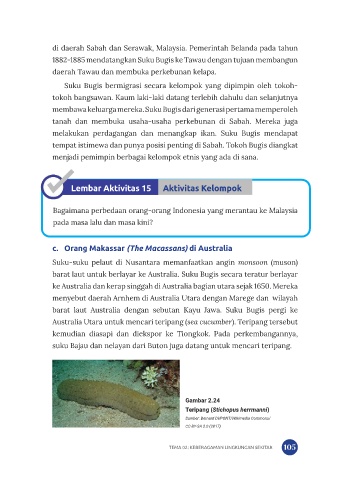 di daerah Sabah dan Serawak, Malaysia. Pemerintah Belanda pada tahun
1882-1885 mendatangkan Suku Bugis ke Tawau dengan tujuan membangun
daerah Tawau dan membuka perkebunan kelapa.
Suku Bugis bermigrasi secara kelompok yang dipimpin oleh tokoh-
tokoh bangsawan. Kaum laki-laki datang terlebih dahulu dan selanjutnya
membawa keluarga mereka. Suku Bugis dari generasi pertama memperoleh
tanah dan membuka usaha-usaha perkebunan di Sabah. Mereka juga
melakukan perdagangan dan menangkap ikan. Suku Bugis mendapat
tempat istimewa dan punya posisi penting di Sabah. Tokoh Bugis diangkat
menjadi pemimpin berbagai kelompok etnis yang ada di sana.
Lembar Aktivitas 15 Aktivitas Kelompok
Bagaimana perbedaan orang-orang Indonesia yang merantau ke Malaysia
pada masa lalu dan masa kini?
c. Orang Makassar (The Macassans) di Australia
Suku-suku pelaut di Nusantara memanfaatkan angin monsoon (muson)
barat laut untuk berlayar ke Australia. Suku Bugis secara teratur berlayar
ke Australia dan kerap singgah di Australia bagian utara sejak 1650. Mereka
menyebut daerah Arnhem di Australia Utara dengan Marege dan wilayah
barat laut Australia dengan sebutan Kayu Jawa. Suku Bugis pergi ke
Australia Utara untuk mencari teripang (sea cucumber). Teripang tersebut
kemudian diasapi dan diekspor ke Tiongkok. Pada perkembangannya,
suku Bajau dan nelayan dari Buton juga datang untuk mencari teripang.
Gambar 2.24
Teripang (Stichopus herrmanni)
Sumber: Bernard DUPONT/Wikimedia Commons/
CC BY-SA 2.0 (2017)
TEMA 02: KEBERAGAMAN LINGKUNGAN SEKITAR 105